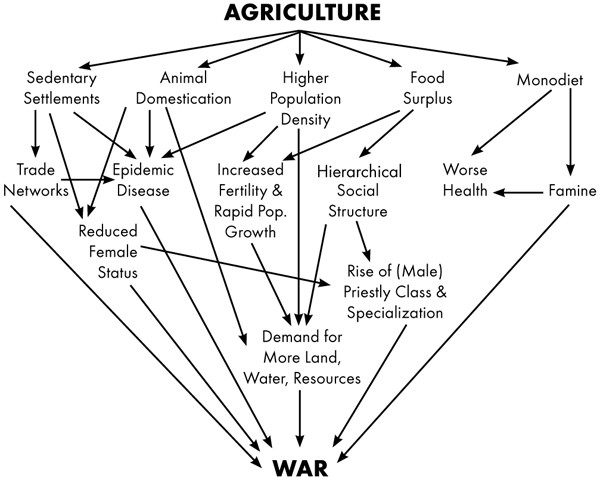 AGRICULTURE
Sedentary
Settlements
Animal
Domestication
Higher
Population
Density
Food
Surplus
Monodiet
Trade
Networks
Epidemic
Disease
Increased
Fertility &
Rapid Pop.
Growth
Hierarchical
Social
Structure
Worse
Health
Famine
Reduced
Female
Status
Rise of (Male)
Priestly Class &
Specialization
Demand for
More Land,
Water, Resources
WAR